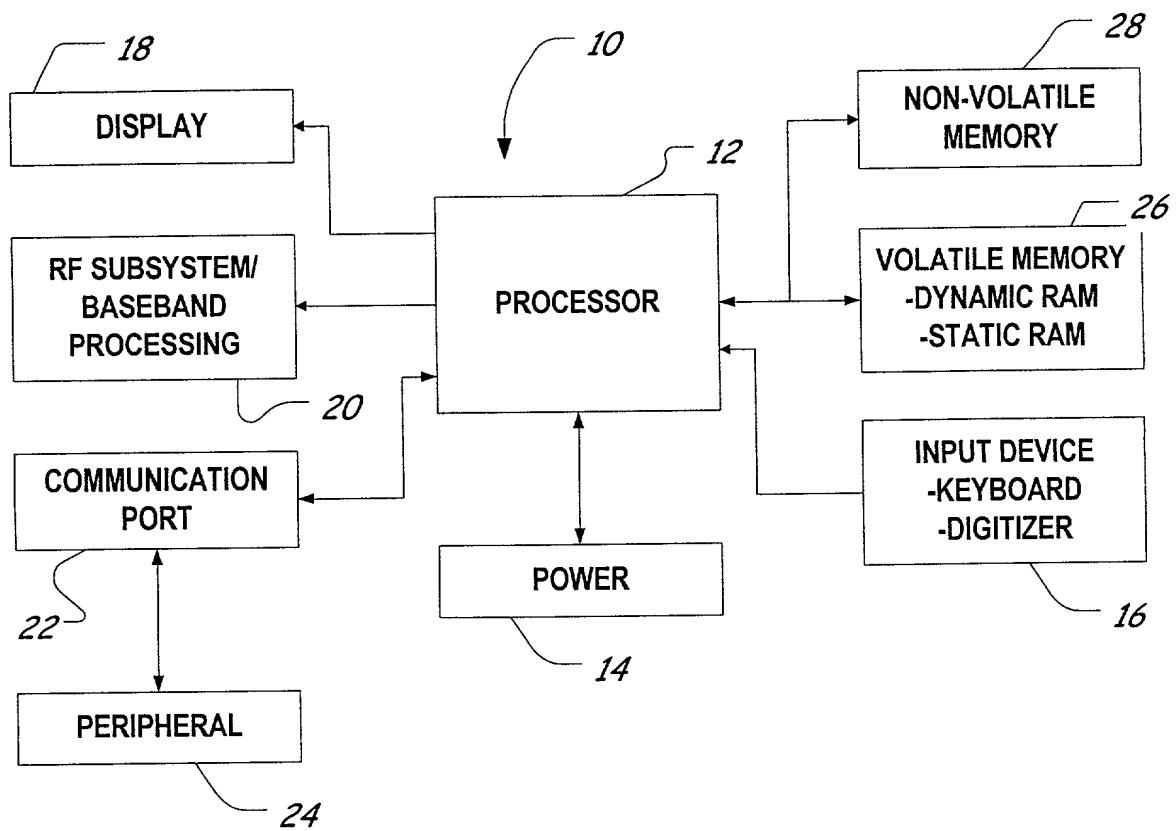 18
DISPLAY
10
28
NON-VOLATILE
MEMORY
12
PROCESSOR
26
VOLATILE MEMORY
-DYNAMIC RAM
-STATIC RAM
RF SUBSYSTEM/
BASEBAND
PROCESSING
20
COMMUNICATION
PORT
22
INPUT DEVICE
-KEYBOARD
-DIGITIZER
16
POWER
14
PERIPHERAL
24